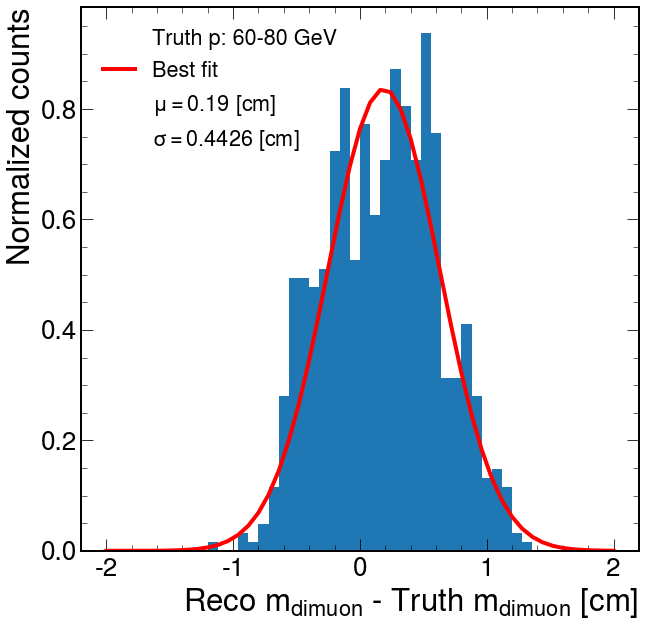 Normalized counts
Truth p: 60-80 GeV
Best fit
μ = 0.19 [cm]
σ = 0.4426 [cm]
0.8
0.6
0.4
0.2
0.0
-2 -1 0 1 2
Reco m_dimuon - Truth m_dimuon [cm]